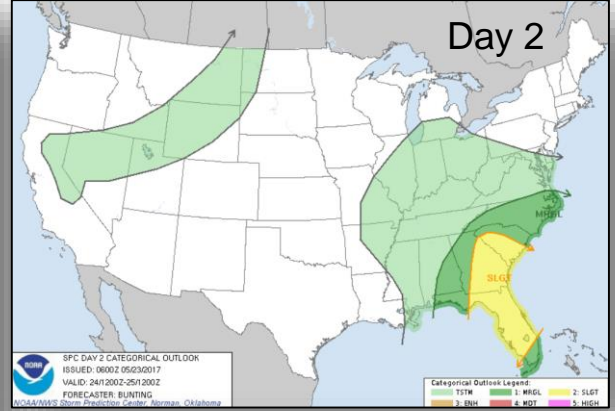 Day 2
MRGL
SLGT
NOAA
SPC DAY 2 CATEGORICAL OUTLOOK
ISSUED: 0600Z 05/23/2017
VALID: 24/1200Z-25/1200Z
FORECASTER: BUNTING
NOAA/NWS Storm Prediction Center, Norman, Oklahoma
Categorical Outlook Legend:
TSTM 1: MRGL 2: SLGT
3: ENH 4: MDT 5: HIGH